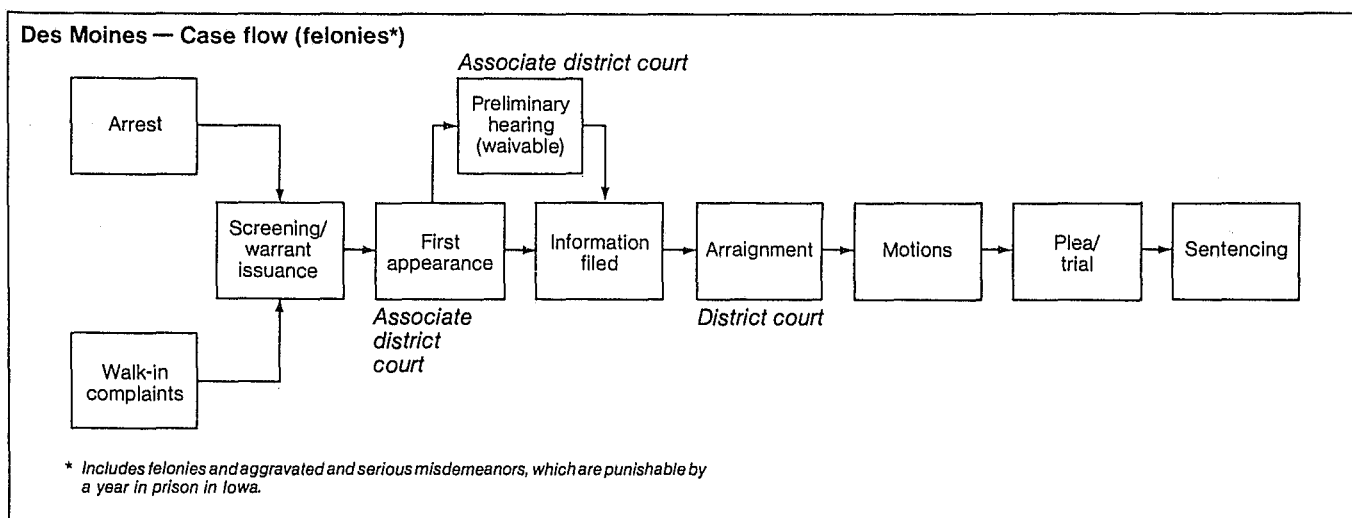 Des Moines — Case flow (felonies*)
Associate district court
Arrest
Preliminary
hearing
(waivable)
Screening/
warrant
issuance
First
appearance
Information
filed
Arraignment
Motions
Plea/
trial
Sentencing
Associate
district
court
District court
Walk-in
complaints
* Includes felonies and aggravated and serious misdemeanors, which are punishable by
a year in prison in Iowa.